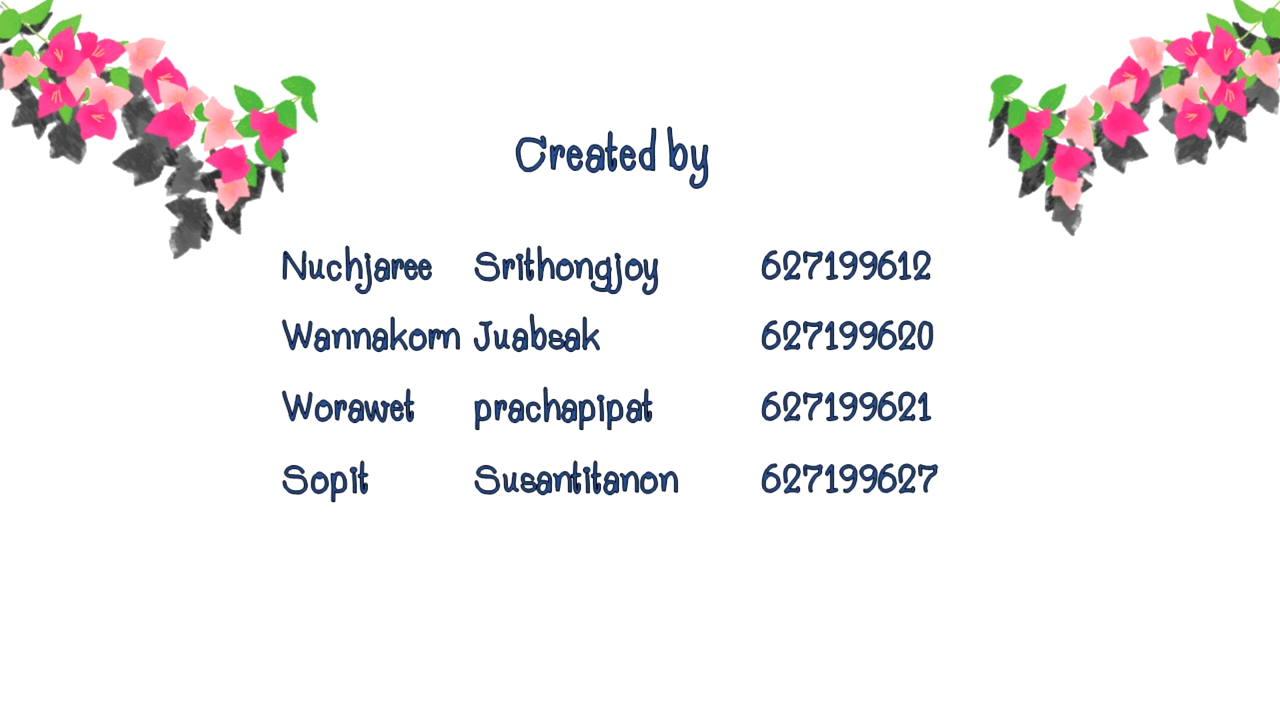 Created by
Nuchjaree Srithongjoy 627199612
Wannakorn Juabsak 627199620
Worawet prachapipat 627199621
Sopit Susantitanon 627199627